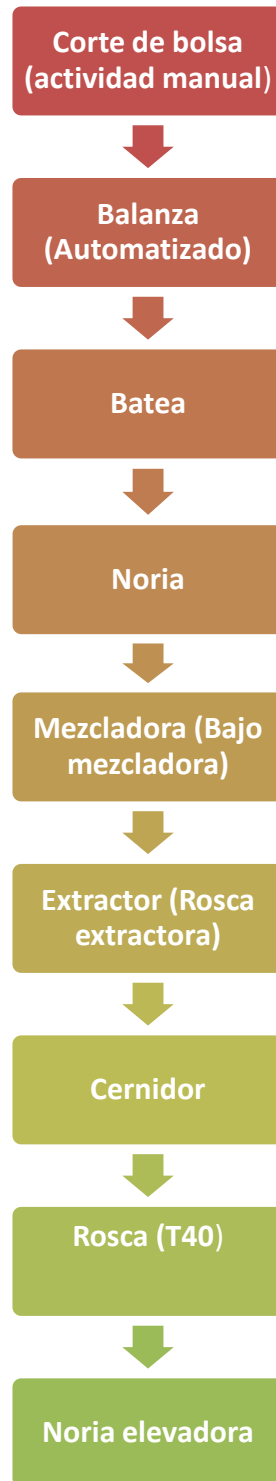 Corte de bolsa
(actividad manual)
Balanza
(Automatizado)
Batea
Noria
Mezcladora (Bajo
mezcladora)
Extractor (Rosca
extractora)
Cernidor
Rosca (T40)
Noria elevadora